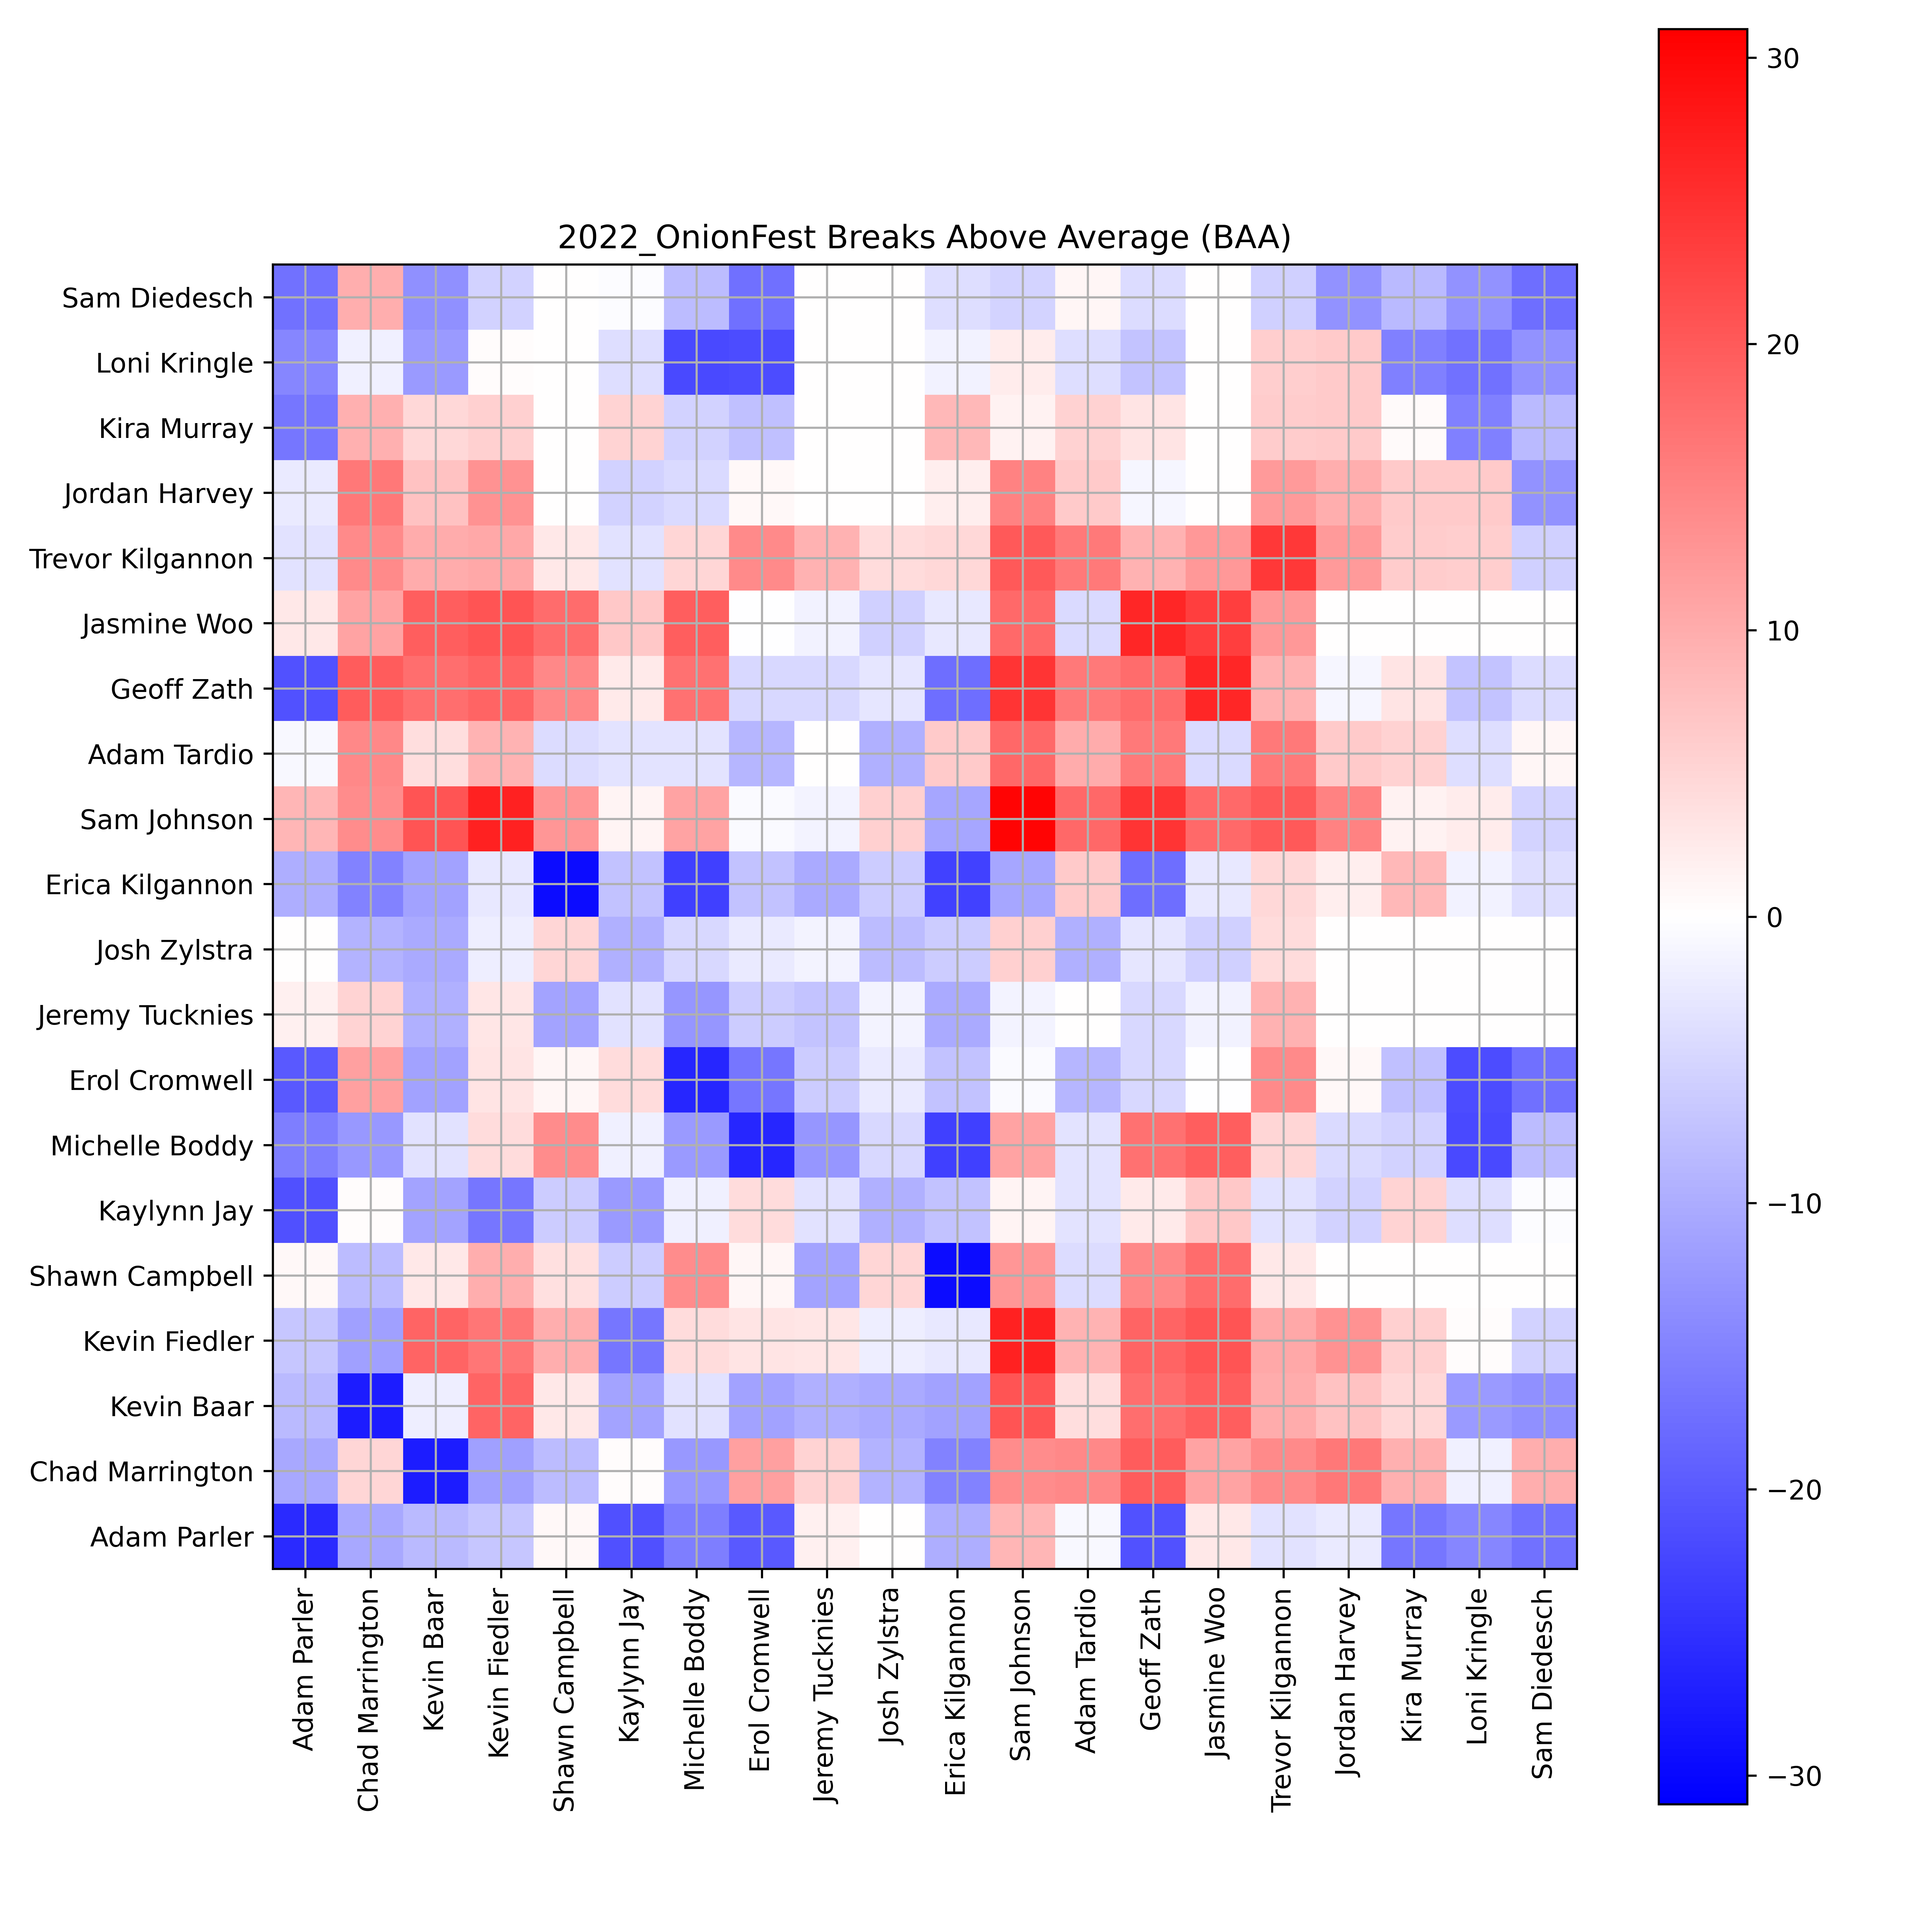 2022_OnionFest Breaks Above Average (BAA)
Sam Diedesch
Loni Kringle
Kira Murray
Jordan Harvey
Trevor Kilgannon
Jasmine Woo
Geoff Zath
Adam Tardio
Sam Johnson
Erica Kilgannon
Josh Zylstra
Jeremy Tucknies
Erol Cromwell
Michelle Boddy
Kaylynn Jay
Shawn Campbell
Kevin Fiedler
Kevin Baar
Chad Marrington
Adam Parler
Adam Parler
Chad Marrington
Kevin Baar
Kevin Fiedler
Shawn Campbell
Kaylynn Jay
Michelle Boddy
Erol Cromwell
Jeremy Tucknies
Josh Zylstra
Erica Kilgannon
Sam Johnson
Adam Tardio
Geoff Zath
Jasmine Woo
Trevor Kilgannon
Jordan Harvey
Kira Murray
Loni Kringle
Sam Diedesch
30
20
10
0
−10
−20
−30